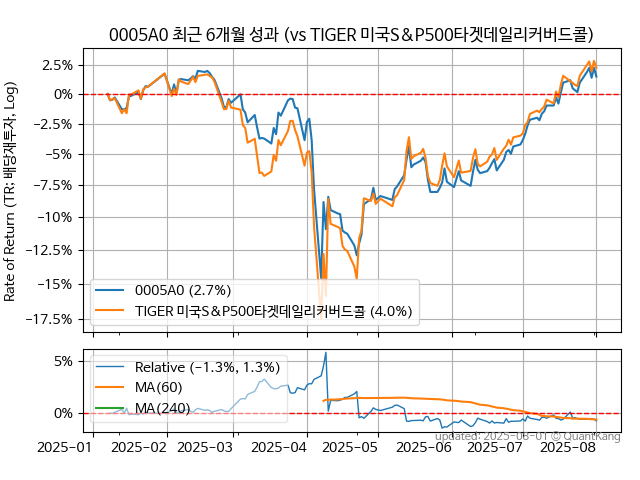 0005A0 최근 6개월 성과 (vs TIGER 미국S&P500타겟데일리커버드콜)
Rate of Return (TR: 배당재투자, Log)
2.5%
0%
−2.5%
−5%
−7.5%
−10%
−12.5%
−15%
−17.5%
0005A0 (2.7%)
TIGER 미국S&P500타겟데일리커버드콜 (4.0%)
5%
0%
Relative (−1.3%, 1.3%)
MA(60)
MA(240)
2025−01 2025−02 2025−03 2025−04 2025−05 2025−06 2025−07 2025−08
updated: 2025-08-01 © QuantKang